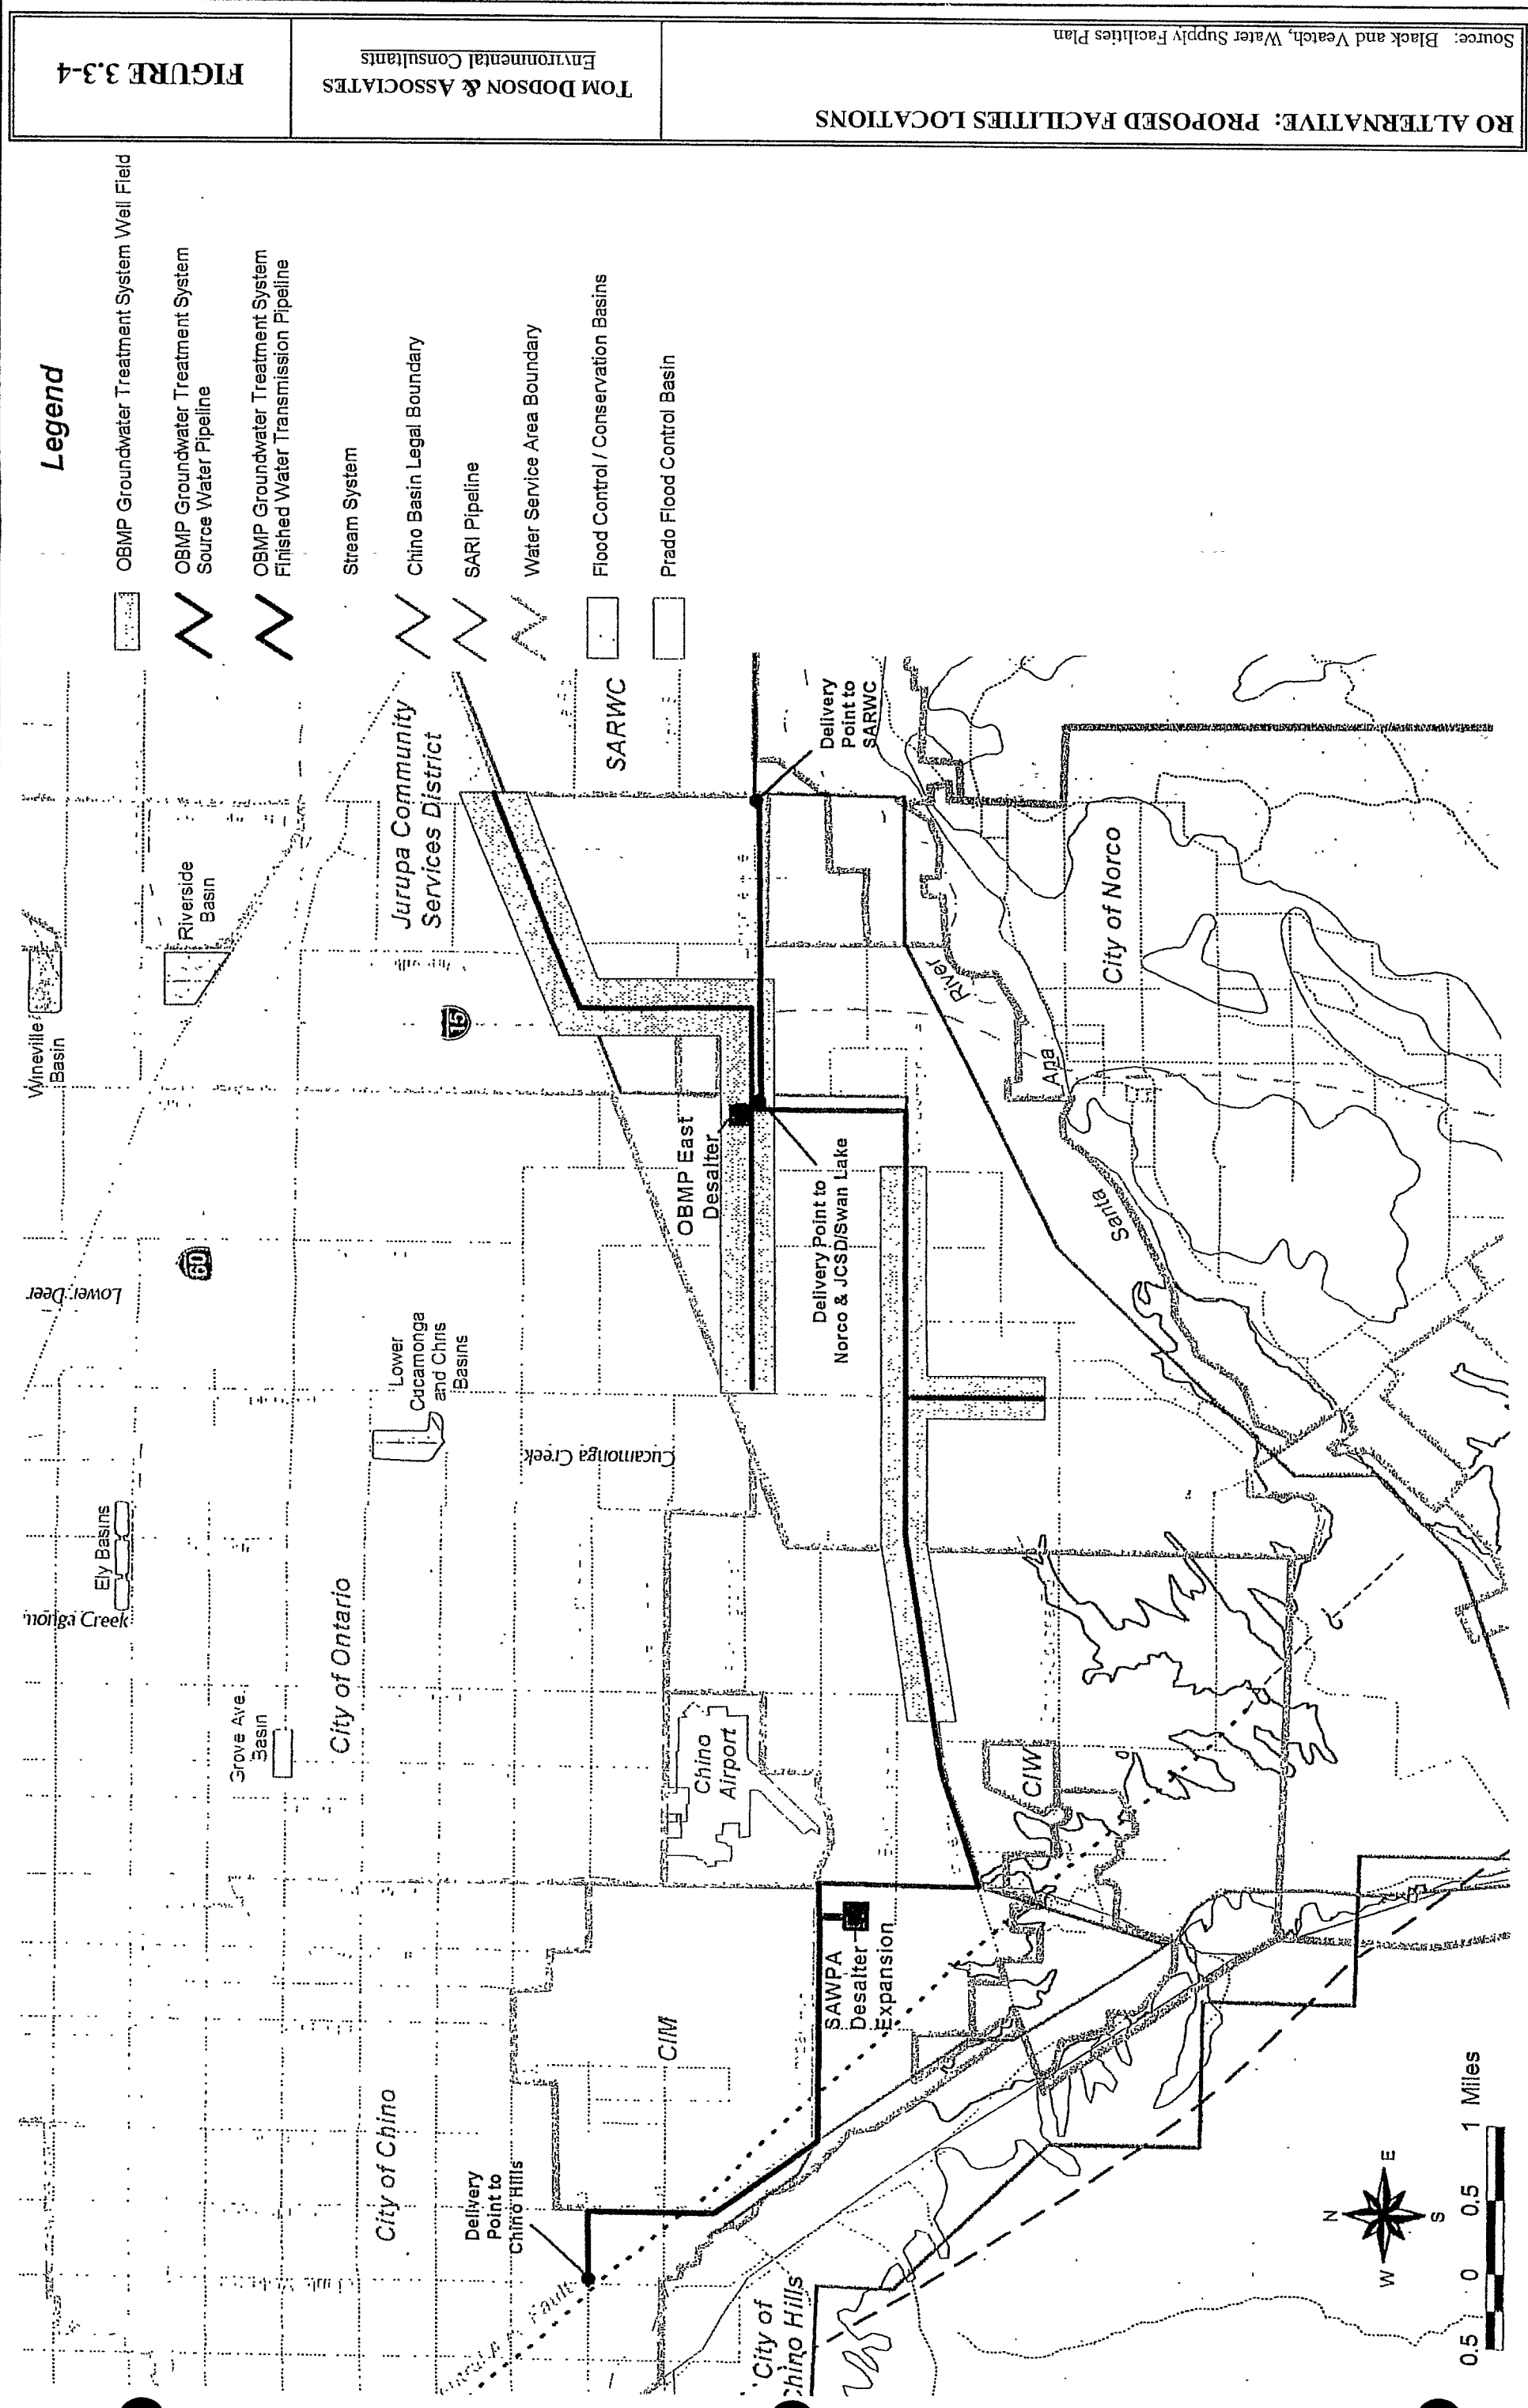 Legend
OBMP Groundwater Treatment System Well Field
OBMP Groundwater Treatment System
Source Water Pipeline
OBMP Groundwater Treatment System
Finished Water Transmission Pipeline
Stream System
Chino Basin Legal Boundary
SARI Pipeline
Water Service Area Boundary
Flood Control / Conservation Basins
Prado Flood Control Basin
Wineville
Basin
Riverside
Basin
Jurupa Community
Services District
SARWC
Delivery
Point to
SARWC
15
60
Lower Deer
Lower
Cucamonga
and Chris
Basins
Cucamonga Creek
Ely Basins
Creek
Grove Ave.
Basin
City of Ontario
OBMP East
Desalter
Delivery Point to
Norco & JCSD/Swan Lake
City of Norco
Santa
Ana
River
Chino
Airport
CIW
SAWPA
Desalter
Expansion
CIM
City of Chino
Delivery
Point to
Chino Hills
Fault
City of
Chino Hills
N
W
E
S
0.5
0
0.5
1 Miles
RO ALTERNATIVE: PROPOSED FACILITIES LOCATIONS
Source: Black and Veatch, Water Supply Facilities Plan
TOM DODSON & ASSOCIATES
Environmental Consultants
FIGURE 3.3-4